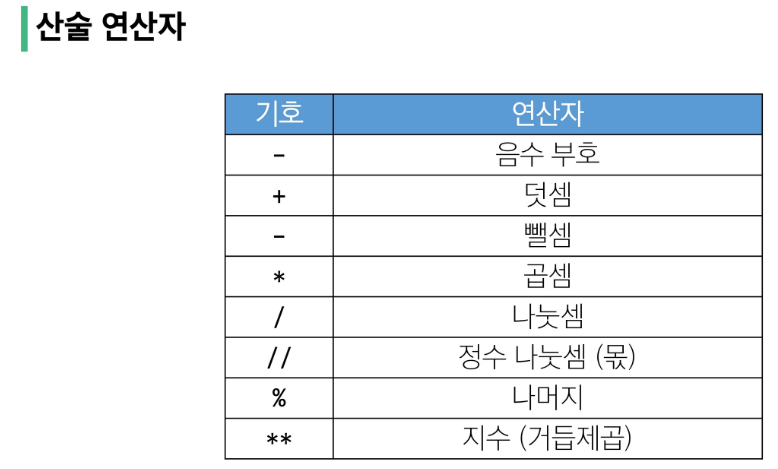 산술 연산자
기호 연산자
- 음수 부호
+ 덧셈
- 뺄셈
* 곱셈
/ 나눗셈
// 정수 나눗셈 (몫)
% 나머지
** 지수 (거듭제곱)